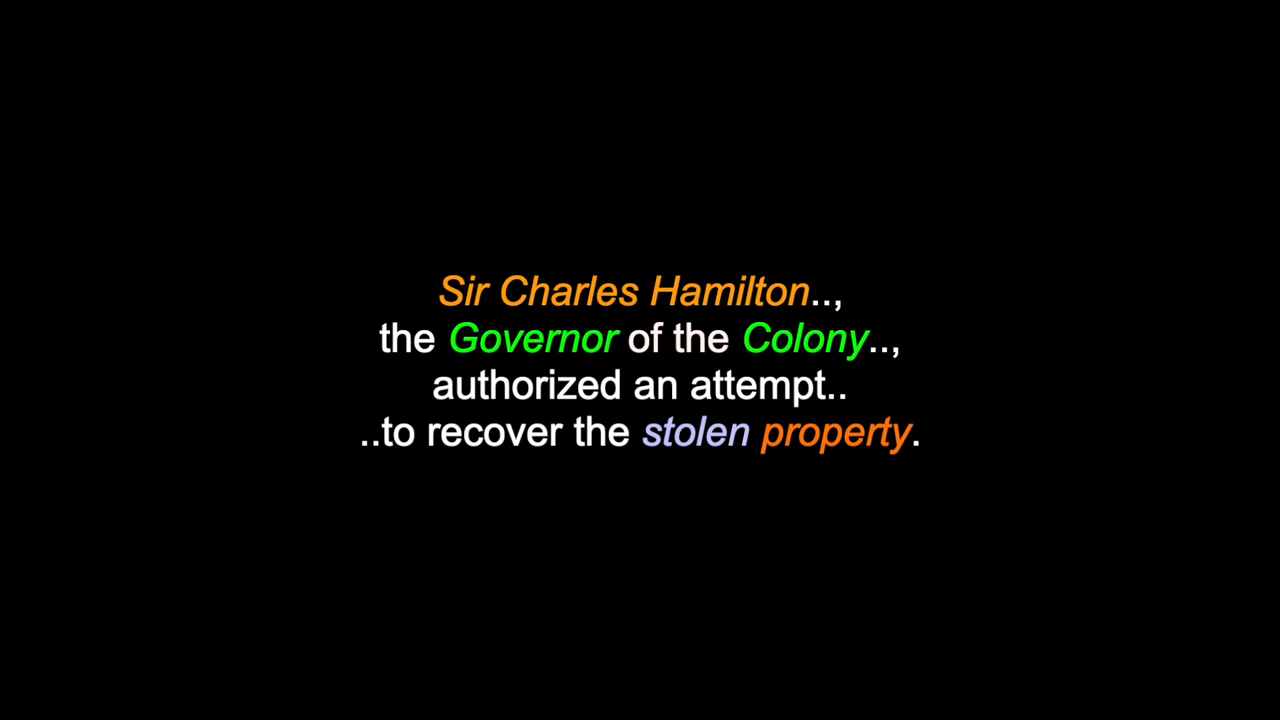 Sir Charles Hamilton..,
the Governor of the Colony..,
authorized an attempt..
..to recover the stolen property.